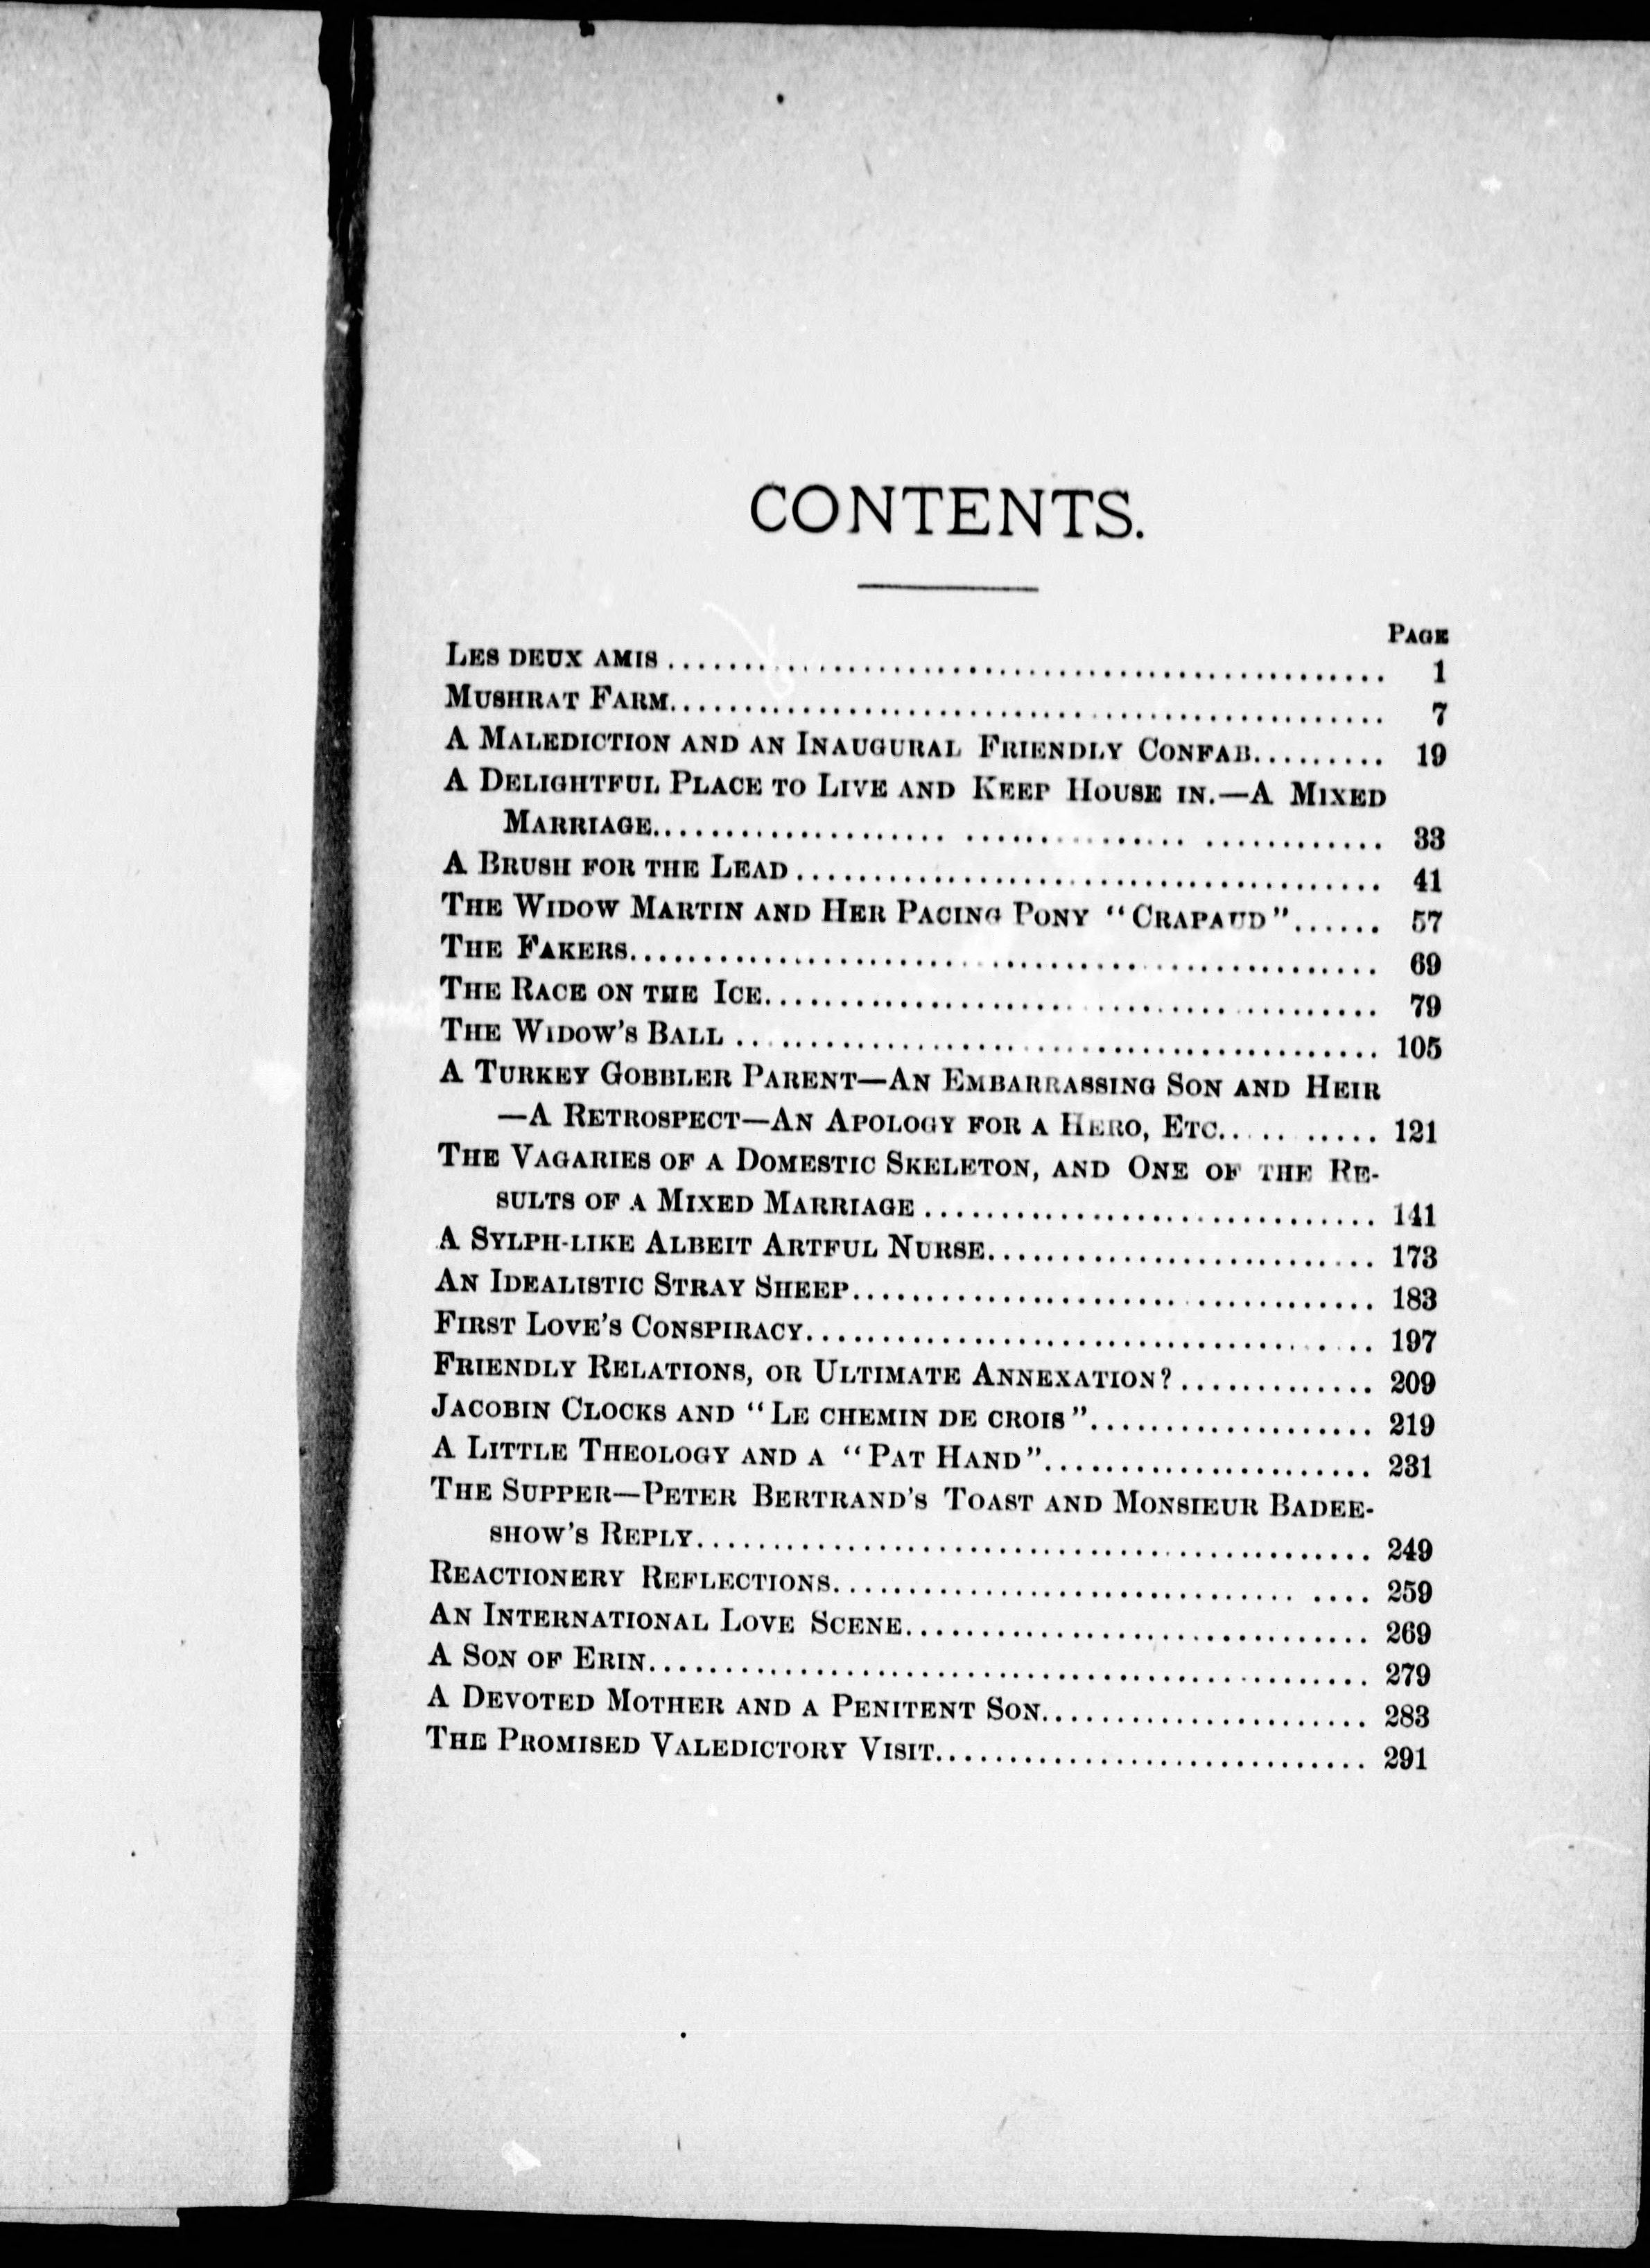 CONTENTS.
PAGE
LES DEUX AMIS........................................ 1
MUSHRAT FARM........................................ 7
A MALEDICTION AND AN INAUGURAL FRIENDLY CONFAB......... 19
A DELIGHTFUL PLACE TO LIVE AND KEEP HOUSE IN.—A MIXED
MARRIAGE........................................ 33
A BRUSH FOR THE LEAD........................................ 41
THE WIDOW MARTIN AND HER PACING PONY "CRAPAUD"...... 57
THE FAKERS........................................ 69
THE RACE ON THE ICE........................................ 79
THE WIDOW'S BALL........................................ 105
A TURKEY GOBBLER PARENT—AN EMBARRASSING SON AND HEIR
—A RETROSPECT—AN APOLOGY FOR A HERO, ETC........... 121
THE VAGARIES OF A DOMESTIC SKELETON, AND ONE OF THE RE-
SULTS OF A MIXED MARRIAGE.............................. 141
A SYLPH-LIKE ALBEIT ARTFUL NURSE.......................... 173
AN IDEALISTIC STRAY SHEEP.................................. 183
FIRST LOVE'S CONSPIRACY..................................... 197
FRIENDLY RELATIONS, OR ULTIMATE ANNEXATION?............. 209
JACOBIN CLOCKS AND "LE CHEMIN DE CROIS"................... 219
A LITTLE THEOLOGY AND A "PAT HAND"...................... 231
THE SUPPER—PETER BERTRAND'S TOAST AND MONSIEUR BADEE-
SHOW'S REPLY........................................ 249
REACTIONERY REFLECTIONS................................... 259
AN INTERNATIONAL LOVE SCENE............................... 269
A SON OF ERIN........................................ 279
A DEVOTED MOTHER AND A PENITENT SON...................... 283
THE PROMISED VALEDICTORY VISIT............................. 291